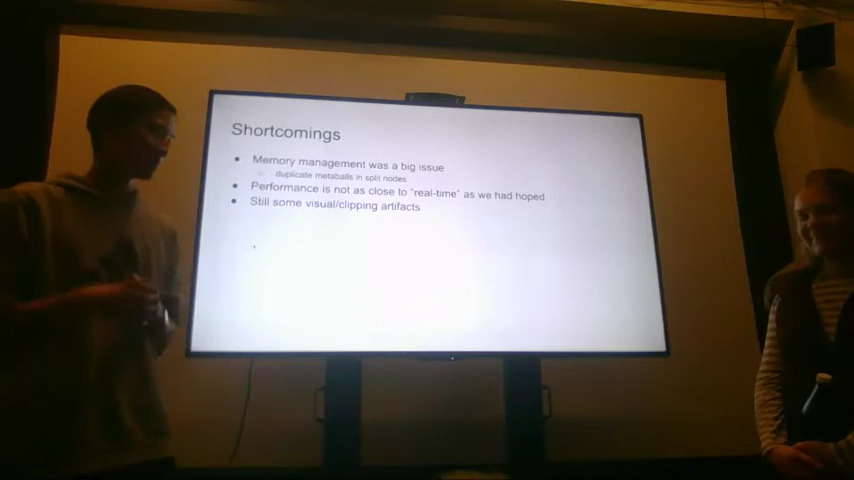 Shortcomings
Memory management was a big issue
duplicate metaballs in split nodes
Performance is not as close to "real-time" as we had hoped
Still some visual/clipping artifacts